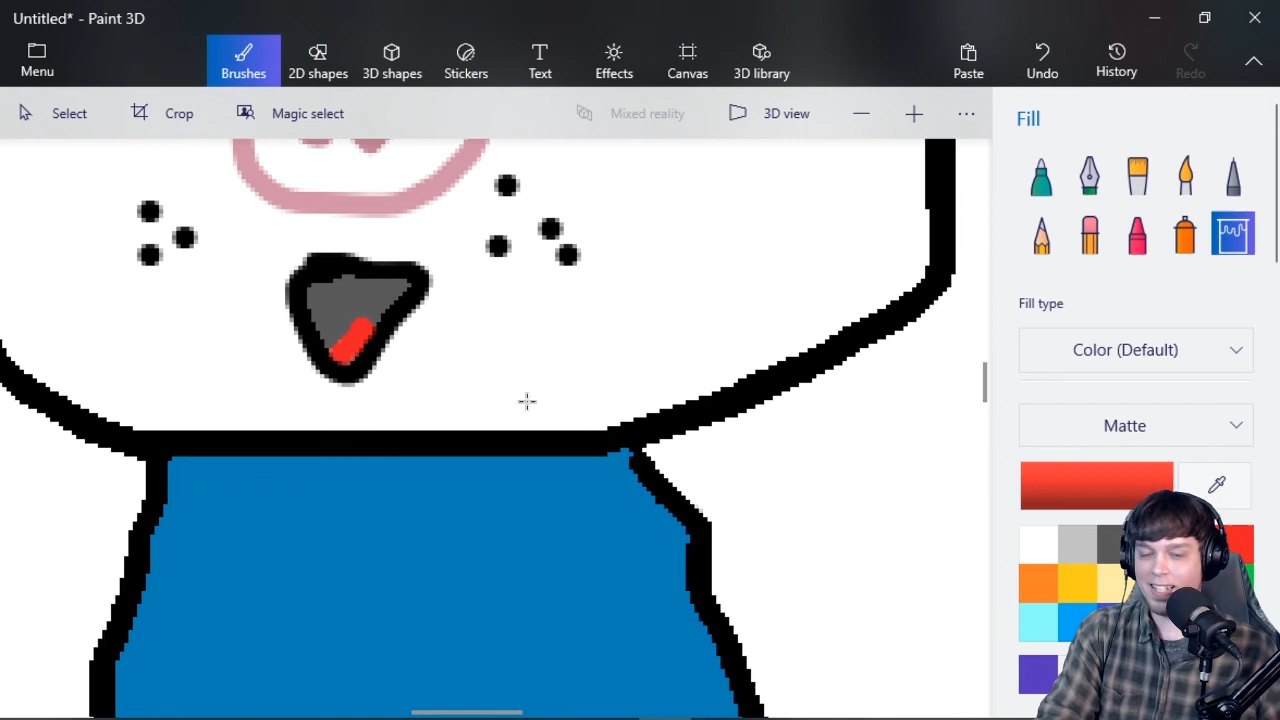 Untitled* - Paint 3D
Menu
Brushes
2D shapes
3D shapes
Stickers
Text
Effects
Canvas
3D library
Paste
Undo
History
Redo
Select
Crop
Magic select
Mixed reality
3D view
Fill
Fill type
Color (Default)
Matte